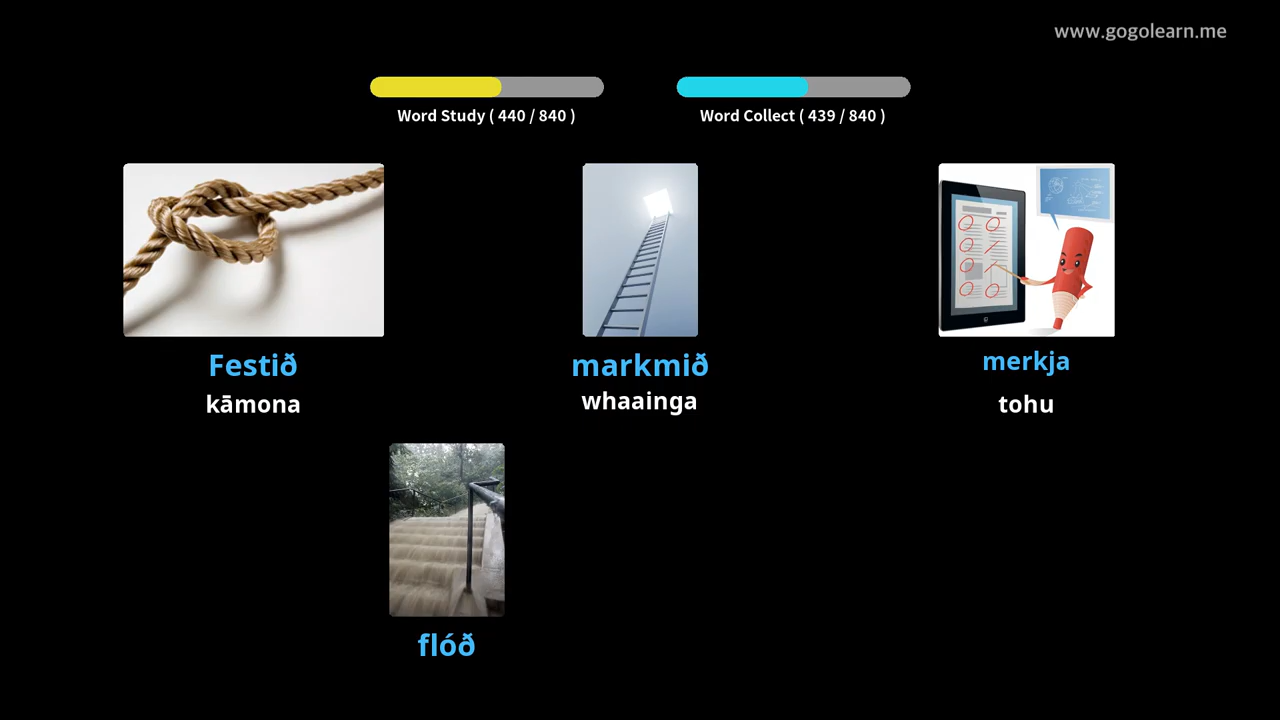 www.gogolearn.me
Word Study ( 440 / 840 )
Word Collect ( 439 / 840 )
Festið
kāmona
markmið
whaainga
merkja
tohu
flóð